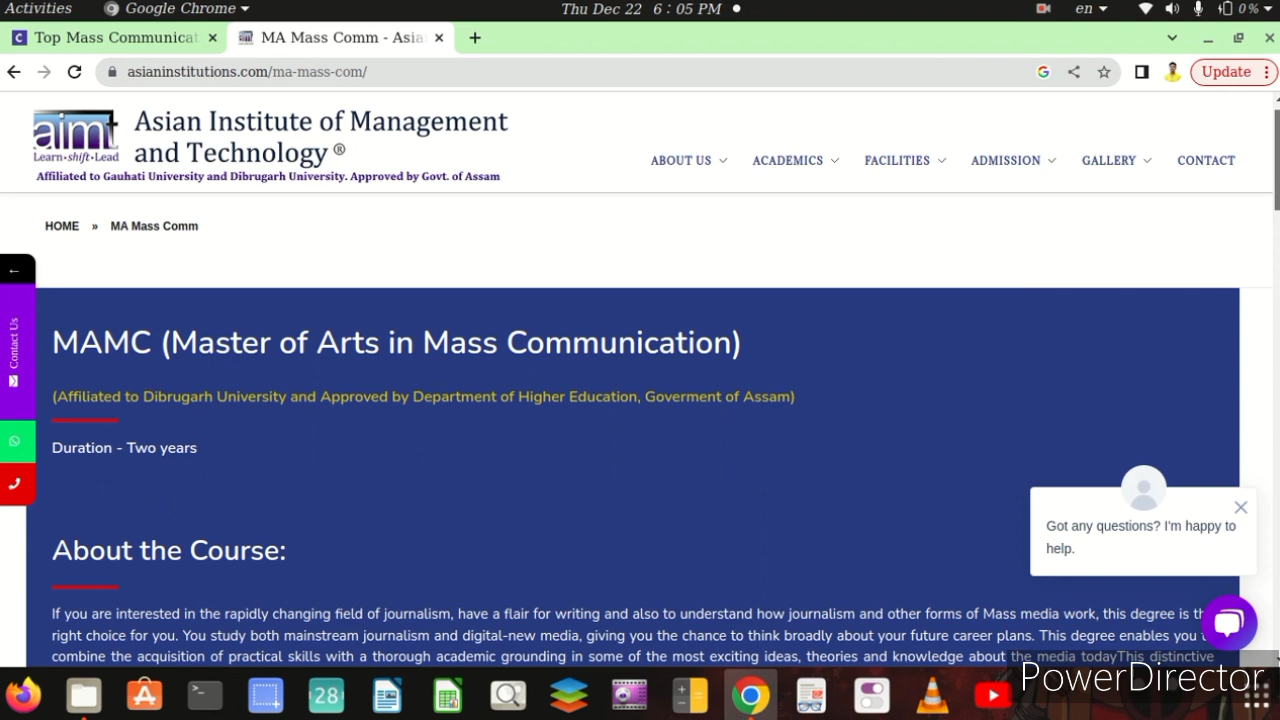 Activities Google Chrome Thu Dec 22 6 : 05 PM en 0 %
Top Mass Communicat MA Mass Comm - Asia
asianinstitutions.com/ma-mass-com/ Update
aimt
Learn•shift•Lead
Asian Institute of Management
and Technology ®
Affiliated to Gauhati University and Dibrugarh University. Approved by Govt. of Assam
ABOUT US ACADEMICS FACILITIES ADMISSION GALLERY CONTACT
HOME » MA Mass Comm
Contact Us
MAMC (Master of Arts in Mass Communication)
(Affiliated to Dibrugarh University and Approved by Department of Higher Education, Goverment of Assam)
Duration - Two years
Got any questions? I'm happy to
help.
About the Course:
If you are interested in the rapidly changing field of journalism, have a flair for writing and also to understand how journalism and other forms of Mass media work, this degree is
right choice for you. You study both mainstream journalism and digital-new media, giving you the chance to think broadly about your future career plans. This degree enables you
combine the acquisition of practical skills with a thorough academic grounding in some of the most exciting ideas, theories and knowledge about the media todayThis distinctive
28
PowerDirector